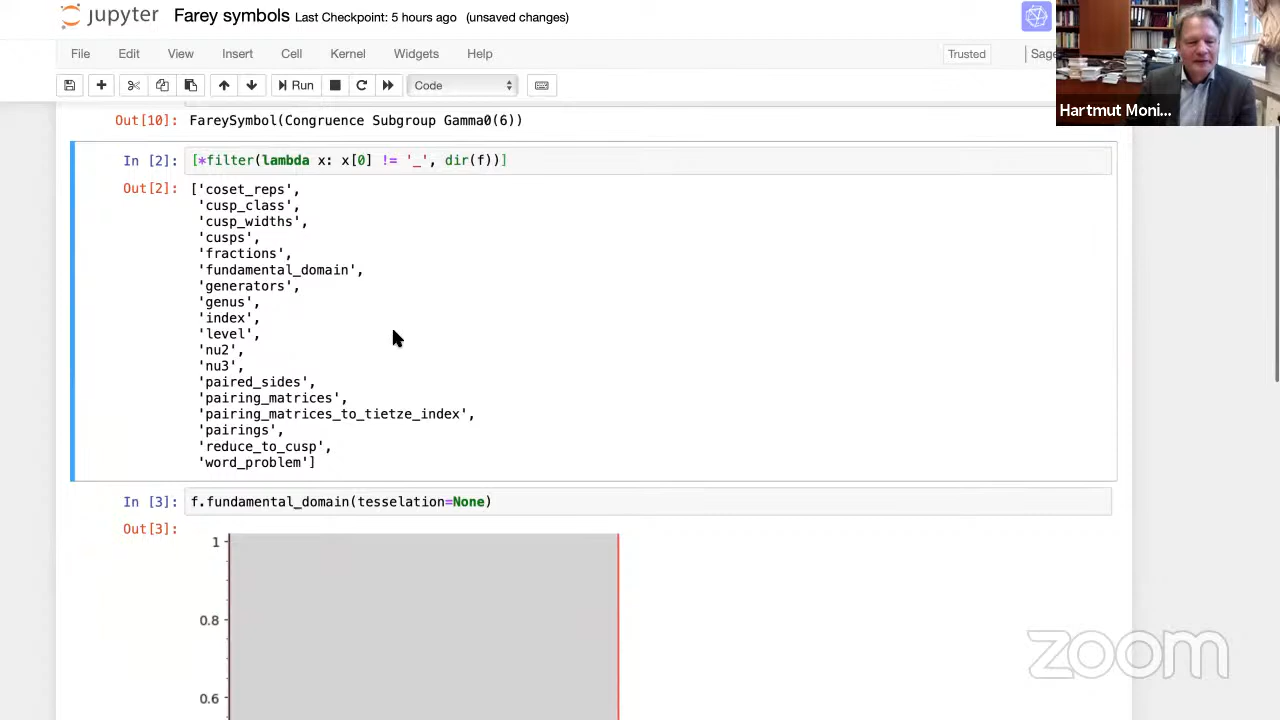 jupyter Farey symbols Last Checkpoint: 5 hours ago (unsaved changes)
File Edit View Insert Cell Kernel Widgets Help Trusted Sage
Run Code
Hartmut Moni...
Out[10]: FareySymbol(Congruence Subgroup Gamma0(6))
In [2]: [*filter(lambda x: x[0] != '_', dir(f))]
Out[2]: ['coset_reps',
'cusp_class',
'cusp_widths',
'cusps',
'fractions',
'fundamental_domain',
'generators',
'genus',
'index',
'level',
'nu2',
'nu3',
'paired_sides',
'pairing_matrices',
'pairing_matrices_to_tietze_index',
'pairings',
'reduce_to_cusp',
'word_problem']
In [3]: f.fundamental_domain(tesselation=None)
Out[3]:
1
0.8
0.6
zoom